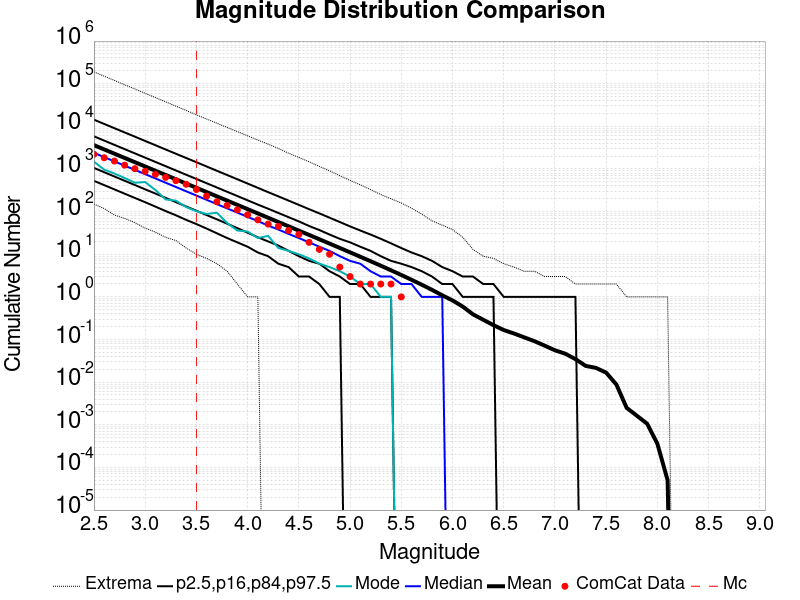 Magnitude Distribution Comparison
10^6
10^5
10^4
10^3
10^2
10^1
10^0
10^-1
10^-2
10^-3
10^-4
10^-5
Cumulative Number
2.5 3.0 3.5 4.0 4.5 5.0 5.5 6.0 6.5 7.0 7.5 8.0 8.5 9.0
Magnitude
Extrema p2.5,p16,p84,p97.5 Mode Median Mean ComCat Data Mc